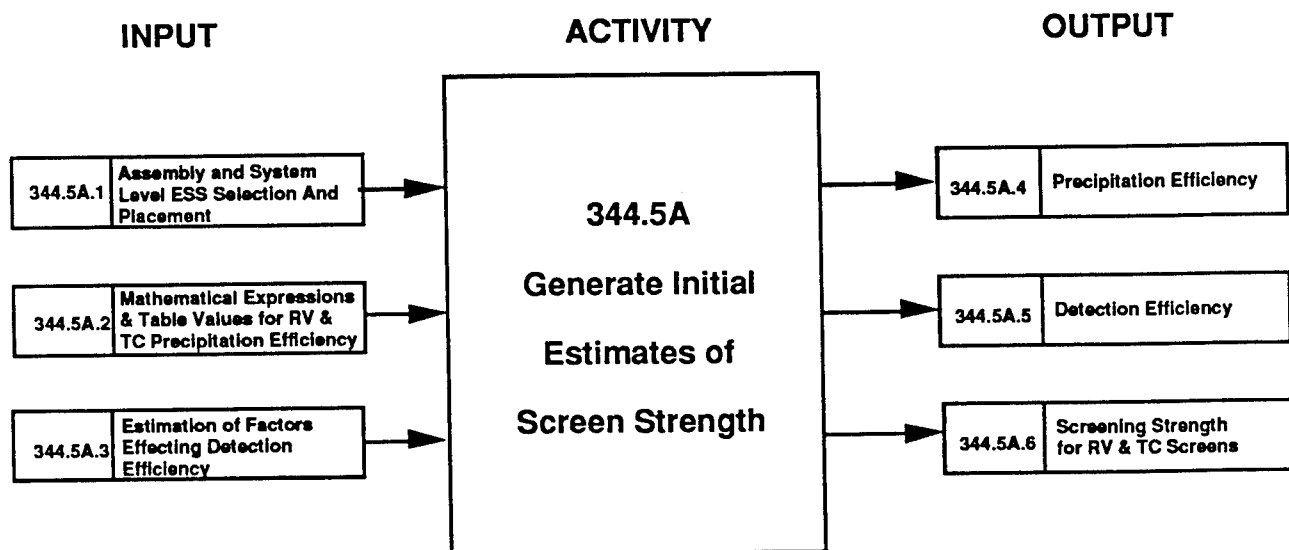 INPUT
ACTIVITY
OUTPUT
344.5A.1
Assembly and System
Level ESS Selection And
Placement
344.5A.2
Mathematical Expressions
& Table Values for RV &
TC Precipitation Efficiency
344.5A.3
Estimation of Factors
Effecting Detection
Efficiency
344.5A
Generate Initial
Estimates of
Screen Strength
344.5A.4
Precipitation Efficiency
344.5A.5
Detection Efficiency
344.5A.6
Screening Strength
for RV & TC Screens